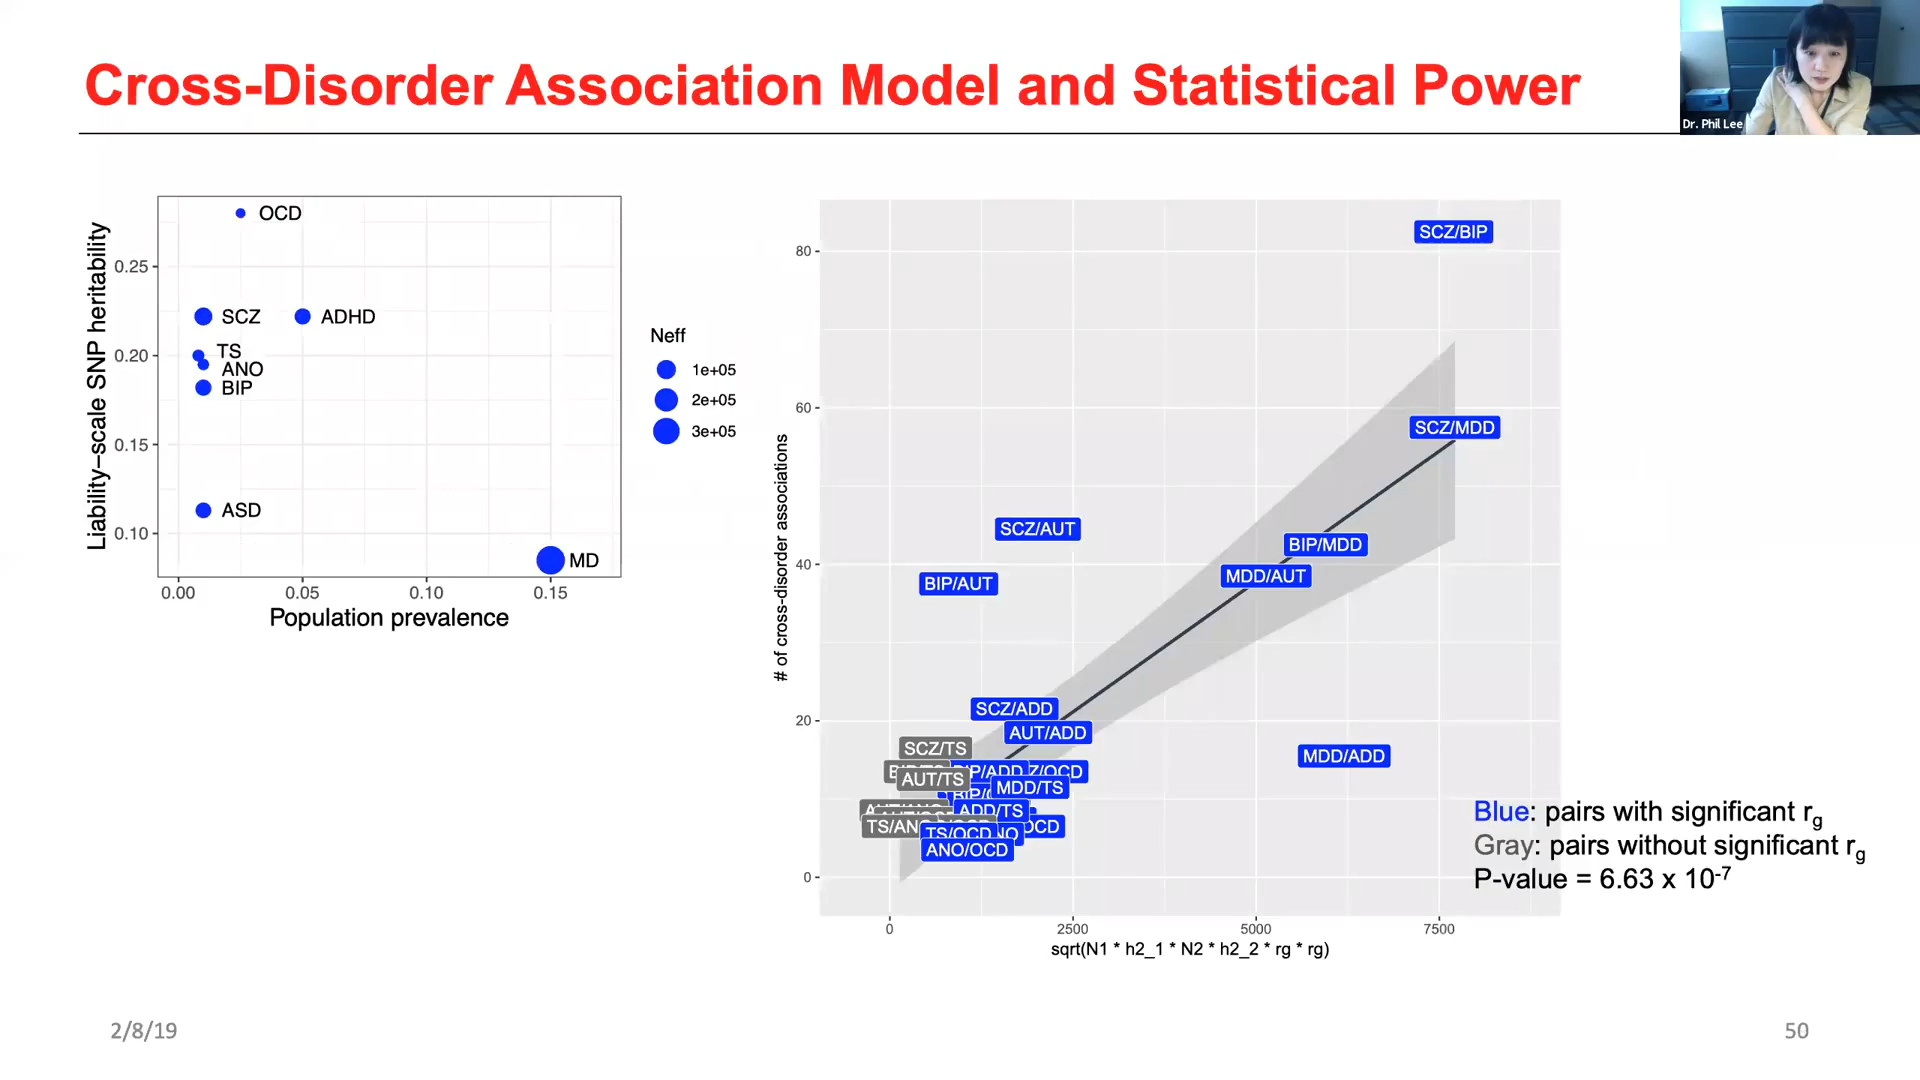 Cross-Disorder Association Model and Statistical Power
Dr. Phil Lee
Liability−scale SNP heritability
0.25
0.20
0.15
0.10
OCD
SCZ
ADHD
TS
ANO
BIP
ASD
MD
0.00
0.05
0.10
0.15
Population prevalence
Neff
1e+05
2e+05
3e+05
# of cross-disorder associations
80
60
40
20
0
SCZ/BIP
SCZ/MDD
SCZ/AUT
BIP/MDD
MDD/AUT
BIP/AUT
SCZ/ADD
AUT/ADD
SCZ/TS
MDD/ADD
Z/OCD
AUT/TS
MDD/TS
ADD/TS
TS/OCD
OCD
ANO/OCD
0
2500
5000
7500
sqrt(N1 * h2_1 * N2 * h2_2 * rg * rg)
Blue: pairs with significant rg
Gray: pairs without significant rg
P-value = 6.63 x 10-7
2/8/19
50